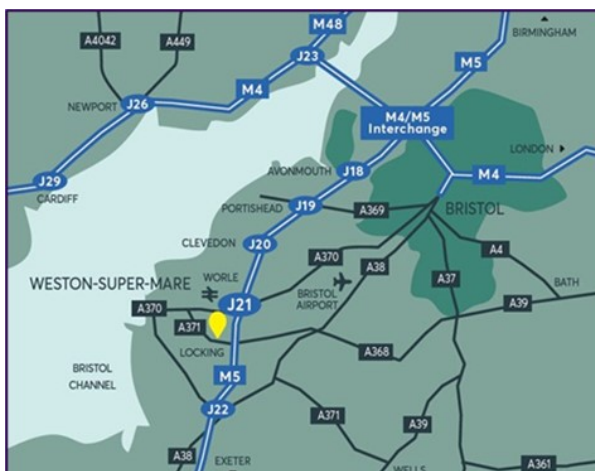 M48
A4042
A449
BIRMINGHAM
J23
M5
M4
NEWPORT
J26
M4/M5
Interchange
LONDON
J29
CARDIFF
AVONMOUTH
J18
M4
PORTISHEAD
J19
A369
BRISTOL
CLEVEDON
J20
A370
A4
WESTON-SUPER-MARE
WORLE
A38
A37
BRISTOL
AIRPORT
BATH
J21
A39
A370
A371
LOCKING
A368
BRISTOL
CHANNEL
M5
J22
A371
A39
A38
EXETER
WELLS
A361